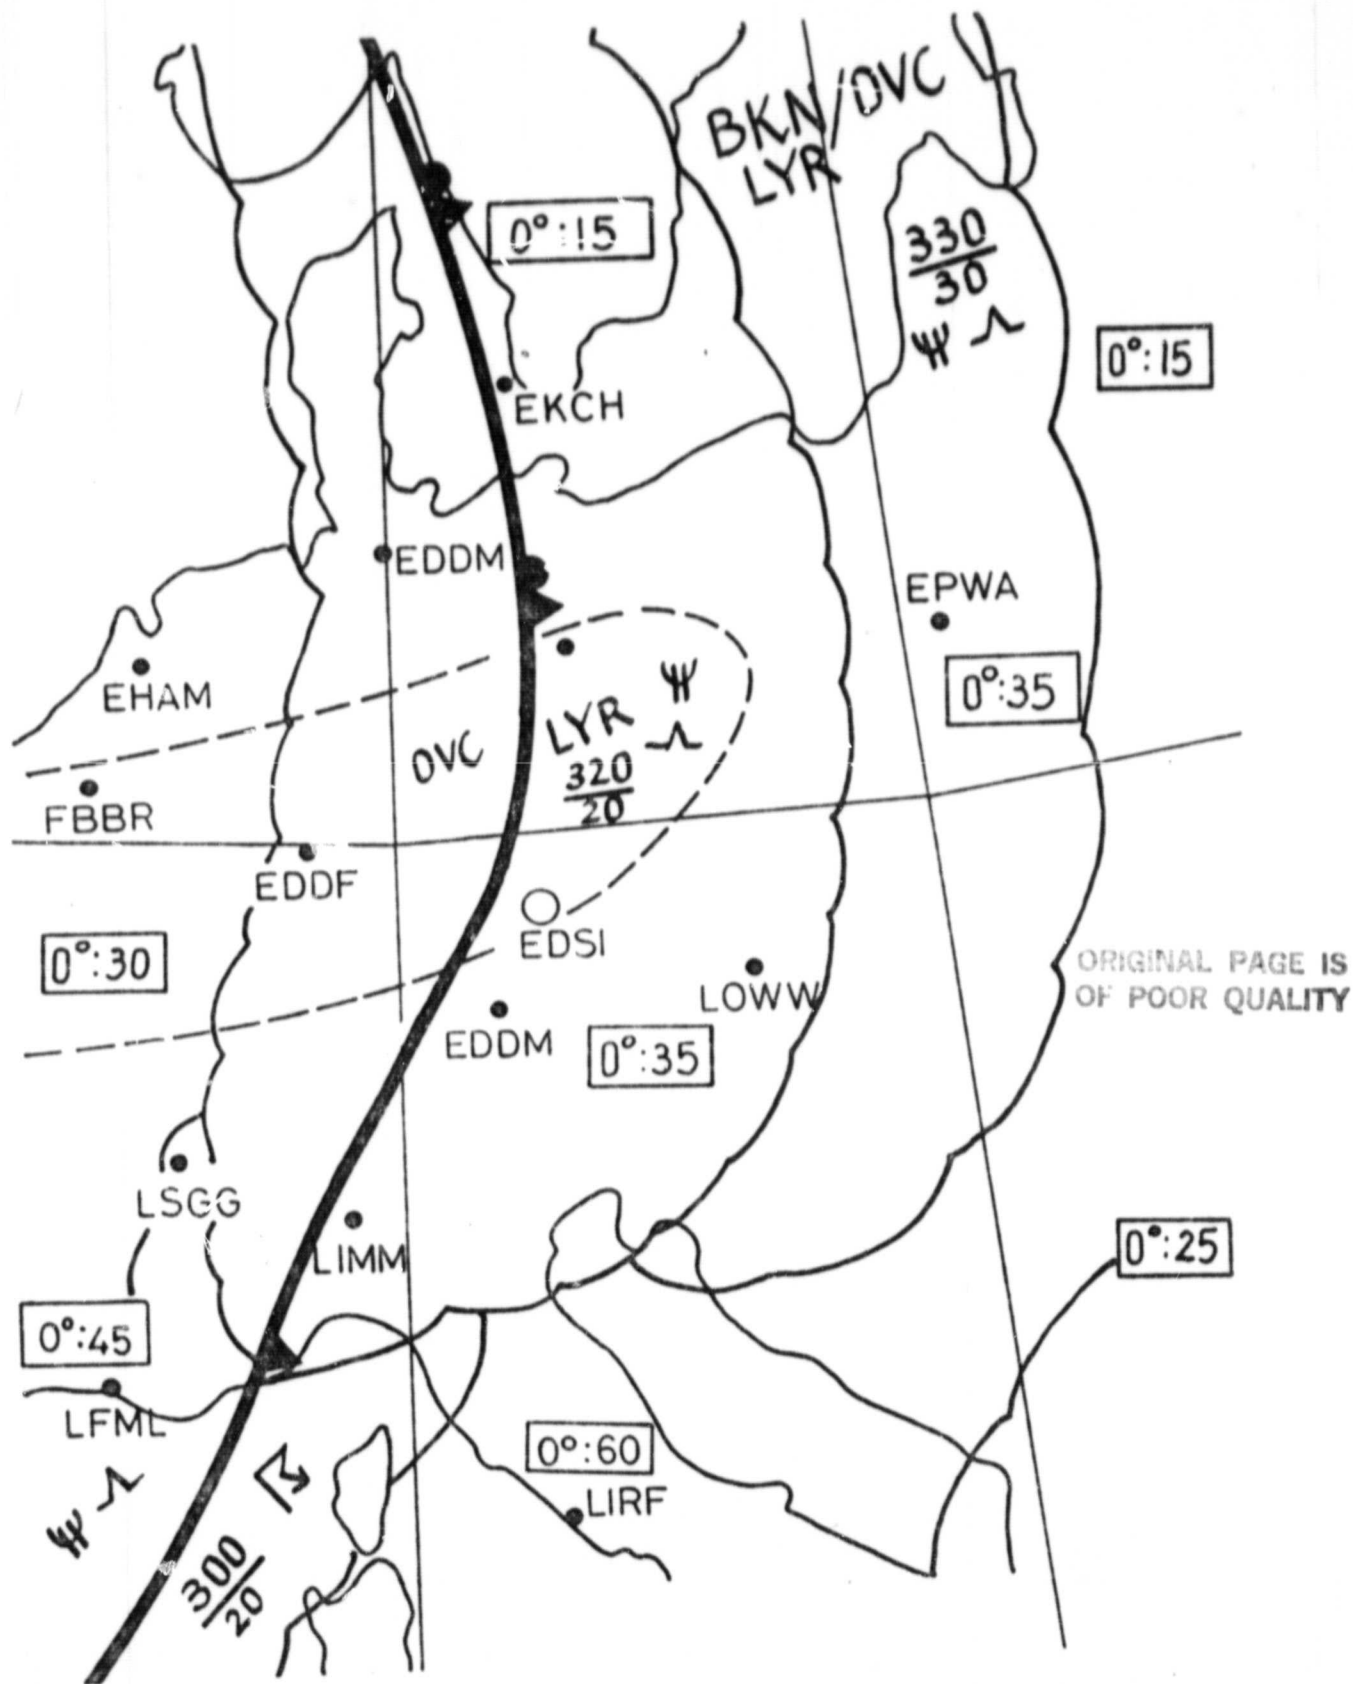 BKN/OVC
LYR
0°:15
330
30
0°:15
EKCH
EDDM
EPWA
EHAM
0°:35
LYR
OVC
320
20
FBBR
EDDF
EDSI
0°:30
ORIGINAL PAGE IS
OF POOR QUALITY
LOWW
EDDM
0°:35
LSGG
LIMM
0°:25
0°:45
LFML
0°:60
LIRF
300
20